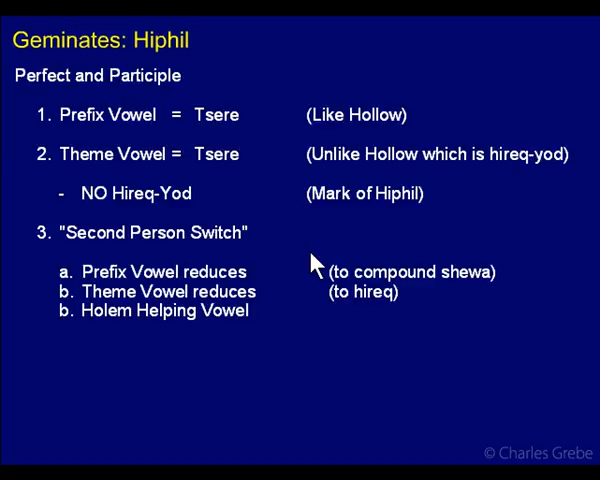 Geminates: Hiphil
Perfect and Participle
1. Prefix Vowel = Tsere (Like Hollow)
2. Theme Vowel = Tsere (Unlike Hollow which is hireq-yod)
- NO Hireq-Yod (Mark of Hiphil)
3. "Second Person Switch"
a. Prefix Vowel reduces (to compound shewa)
b. Theme Vowel reduces (to hireq)
b. Holem Helping Vowel
© Charles Grebe